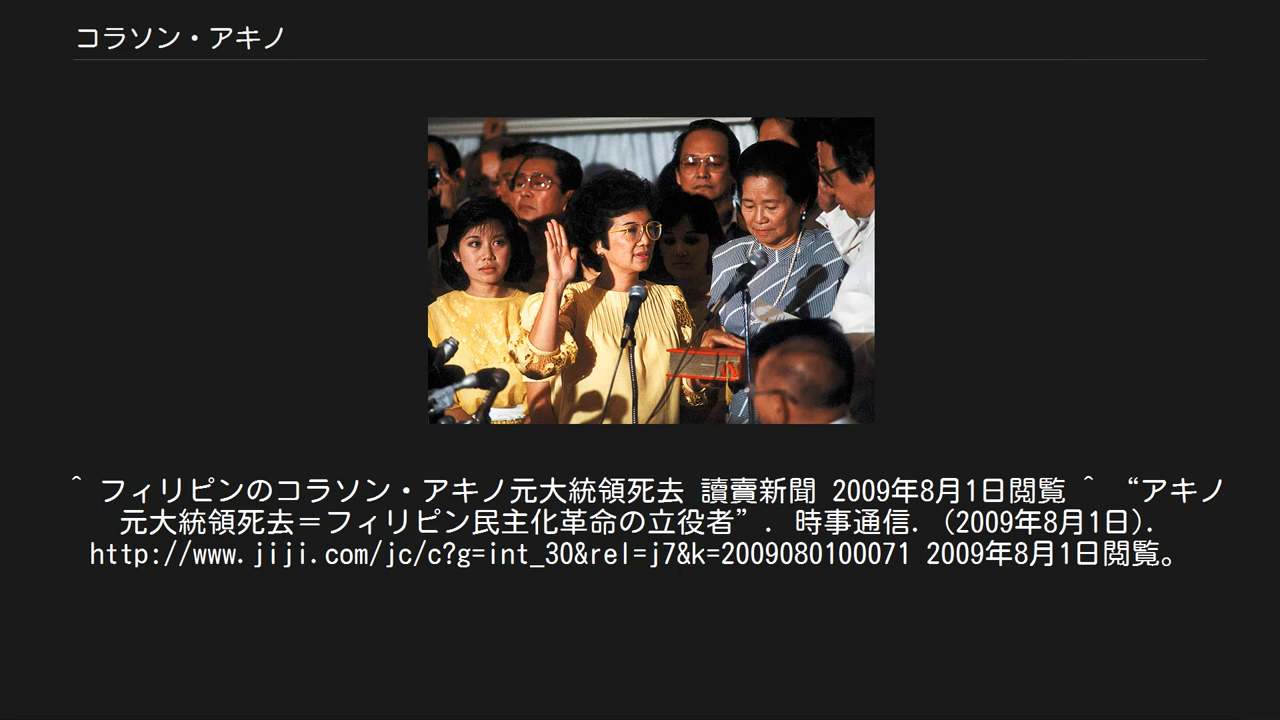 コラソン・アキノ
^ フィリピンのコラソン・アキノ元大統領死去 讀賣新聞 2009年8月1日閲覧 ^ “アキノ
元大統領死去＝フィリピン民主化革命の立役者”. 時事通信. (2009年8月1日).
http://www.jiji.com/jc/c?g=int_30&rel=j7&k=2009080100071 2009年8月1日閲覧。